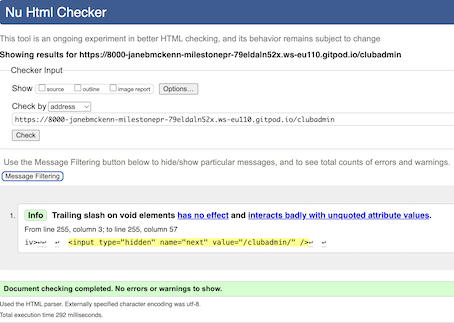 Nu Html Checker
This tool is an ongoing experiment in better HTML checking, and its behavior remains subject to change
Showing results for https://8000-janebmckenn-milestonepr-79eldaln52x.ws-eu110.gitpod.io/clubadmin
Checker Input
Show source outline image report Options...
Check by address
https://8000-janebmckenn-milestonepr-79eldaln52x.ws-eu110.gitpod.io/clubadmin
Check
Use the Message Filtering button below to hide/show particular messages, and to see total counts of errors and warnings.
Message Filtering
1. Info Trailing slash on void elements has no effect and interacts badly with unquoted attribute values.
From line 255, column 3; to line 255, column 57
iv>↩↩ ↩ <input type="hidden" name="next" value="/clubadmin/" />↩ ↩
Document checking completed. No errors or warnings to show.
Used the HTML parser. Externally specified character encoding was utf-8.
Total execution time 292 milliseconds.